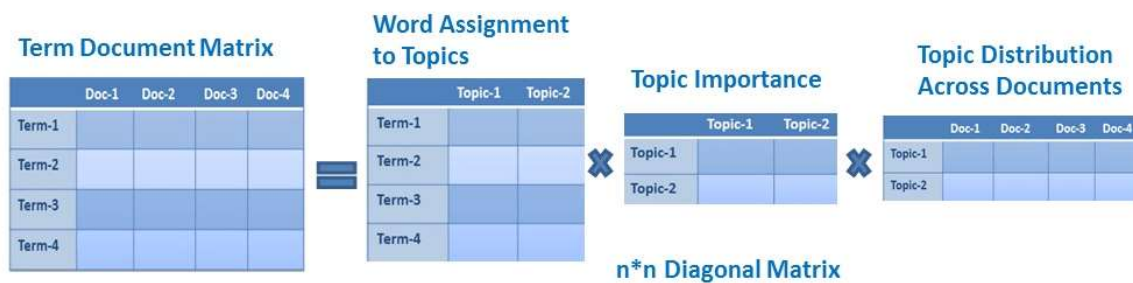 Term Document Matrix
Doc-1 Doc-2 Doc-3 Doc-4
Term-1
Term-2
Term-3
Term-4
Word Assignment
to Topics
Topic-1 Topic-2
Term-1
Term-2
Term-3
Term-4
Topic Importance
Topic-1 Topic-2
Topic-1
Topic-2
n*n Diagonal Matrix
Topic Distribution
Across Documents
Doc-1 Doc-2 Doc-3 Doc-4
Topic-1
Topic-2